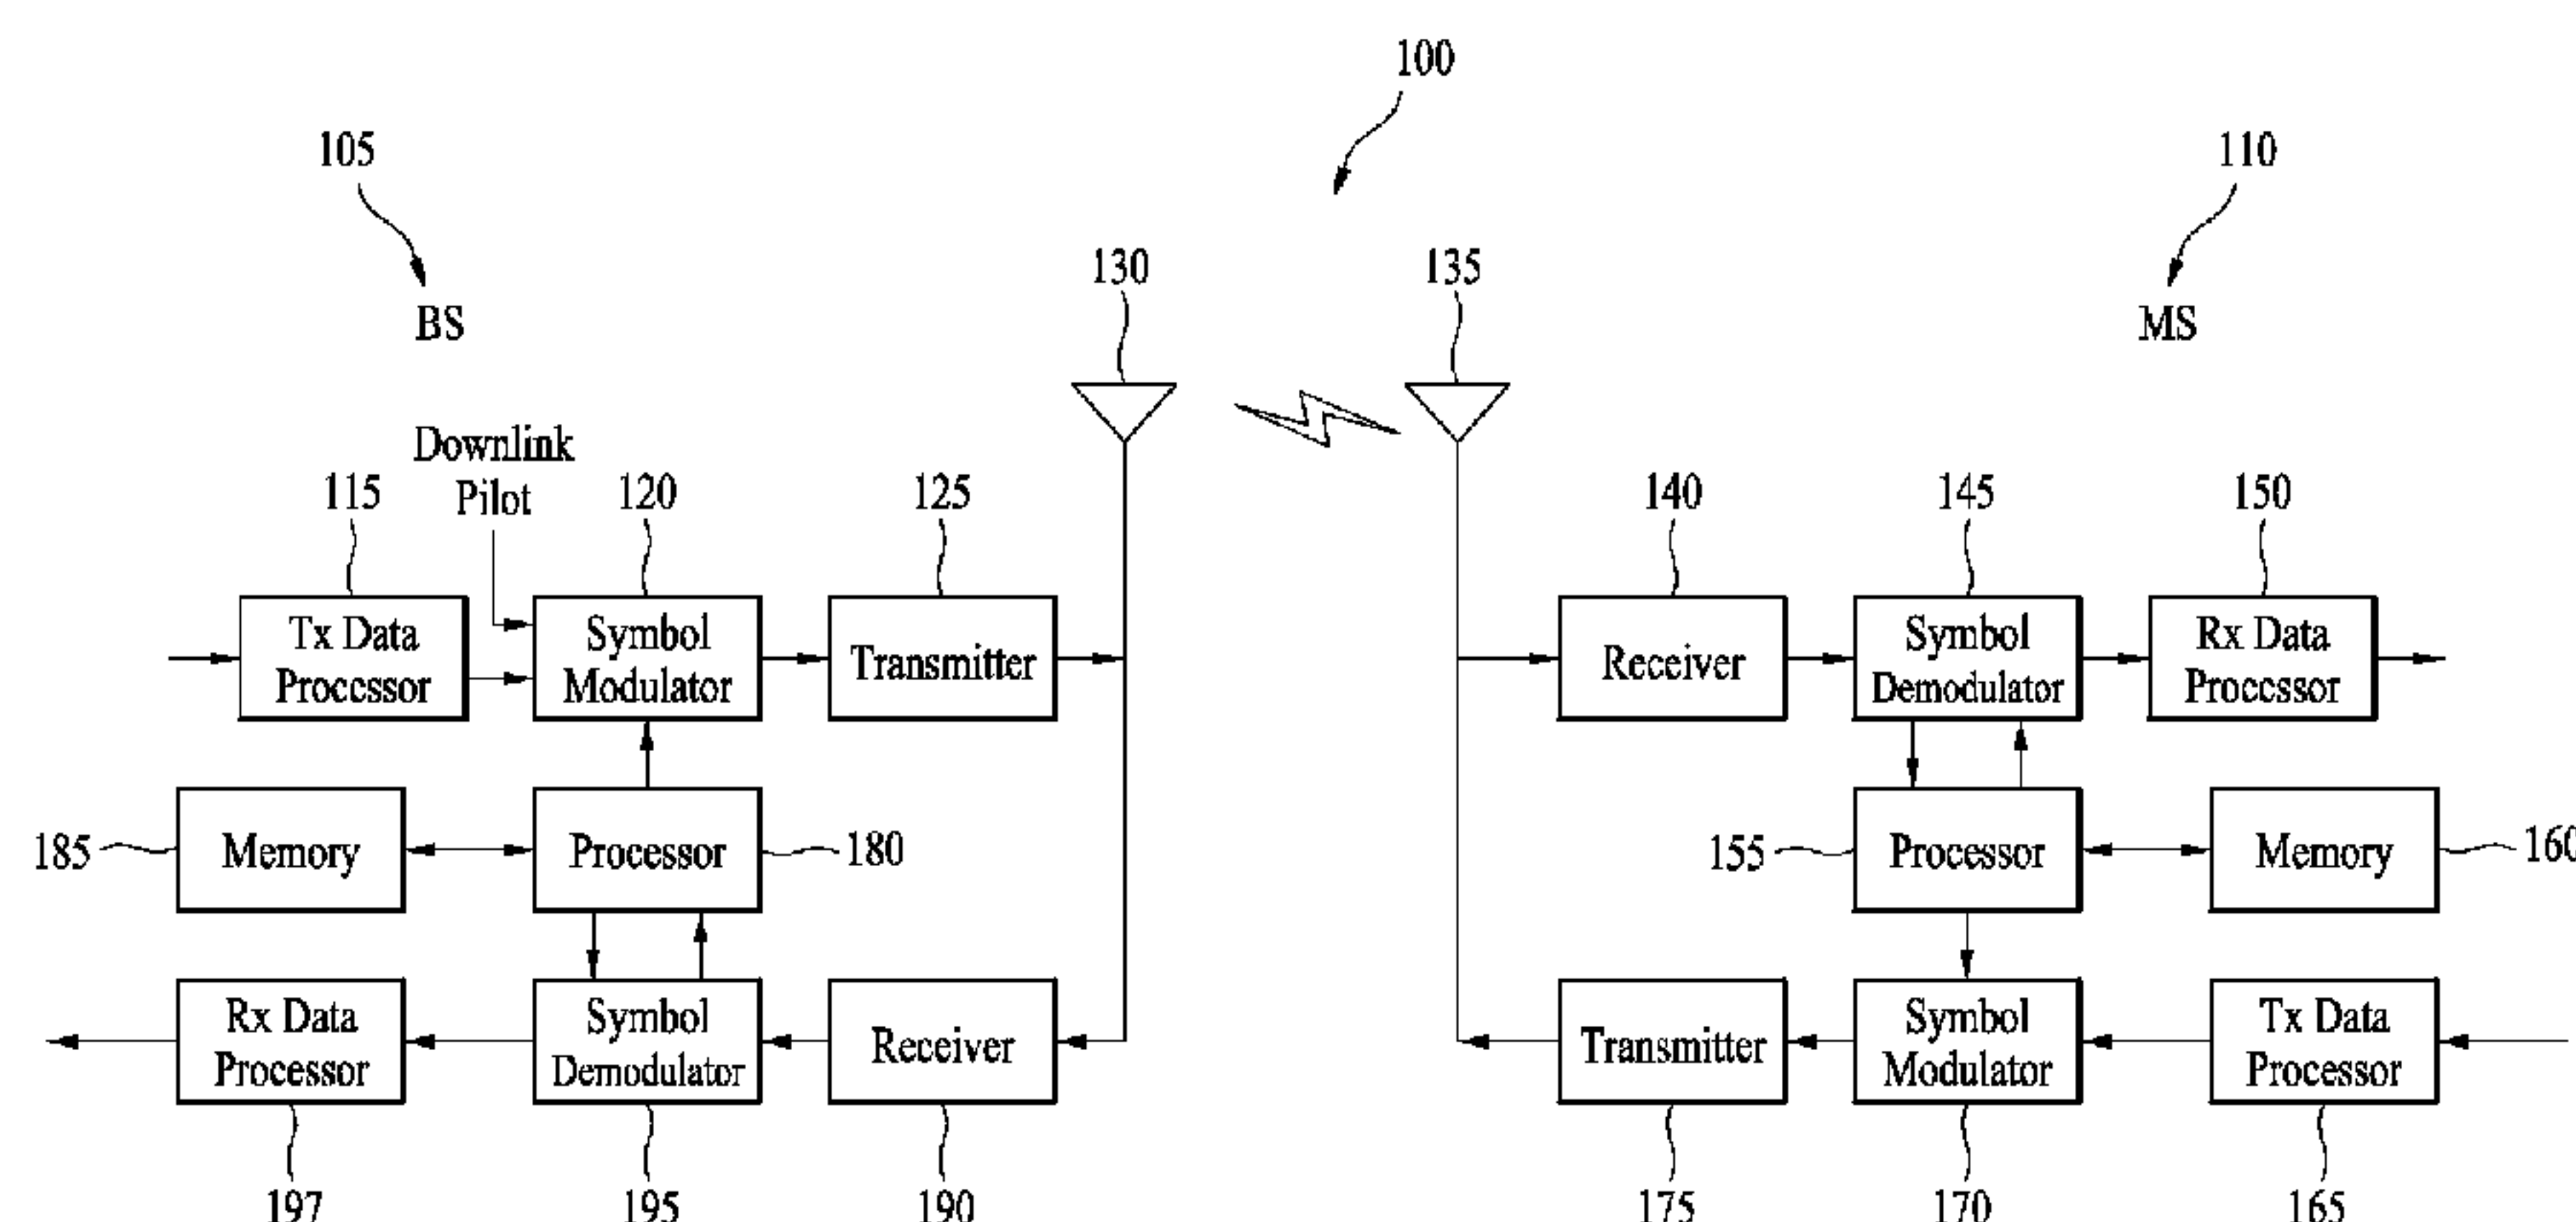 100
105
110
BS
130
135
MS
Downlink
Pilot
115
120
125
140
145
150
Tx Data
Processor
Symbol
Modulator
Transmitter
Receiver
Symbol
Demodulator
Rx Data
Processor
185
Memory
Processor
180
155
Processor
Memory
160
Rx Data
Processor
Symbol
Demodulator
Receiver
Transmitter
Symbol
Modulator
Tx Data
Processor
197
195
190
175
170
165